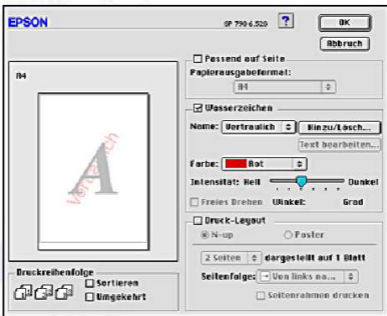 EPSON
SP 790 6.520
?
OK
Abbruch
Passend auf Seite
Papierausgabeformat:
A4
A4
Wasserzeichen
Name: Vertraulich
Hinzu/Lösch...
Text bearbeiten...
Farbe: Rot
Intensität: Hell
Dunkel
Freies Drehen
Winkel:
Grad
A
Vertraulich
Druck-Layout
N-up
Poster
2 Seiten
dargestellt auf 1 Blatt
Seitenfolge:
Von links na...
Seitenrahmen drucken
Druckreihenfolge
Sortieren
Umgekehrt